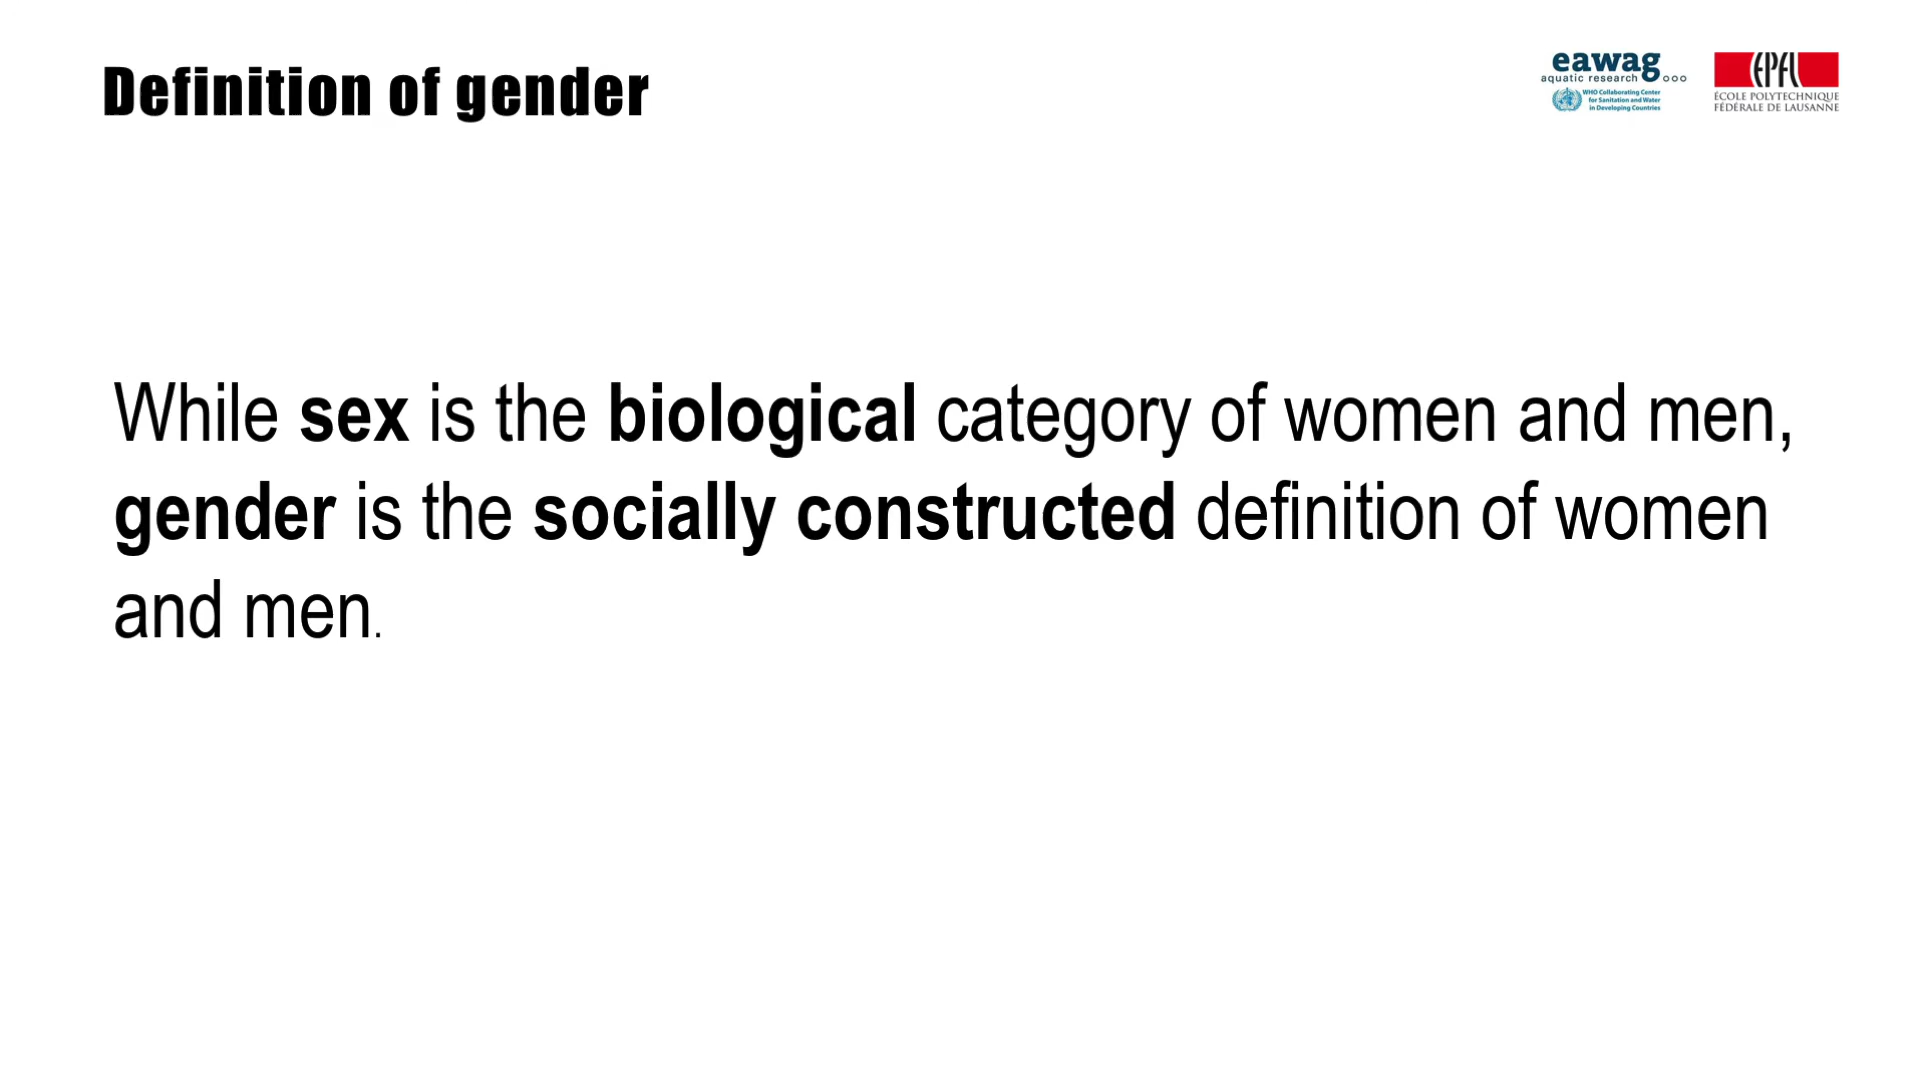 Definition of gender
eawag
aquatic research
WHO Collaborating Center
for Sanitation and Water
in Developing Countries
EPFL
ÉCOLE POLYTECHNIQUE
FÉDÉRALE DE LAUSANNE
While sex is the biological category of women and men,
gender is the socially constructed definition of women
and men.